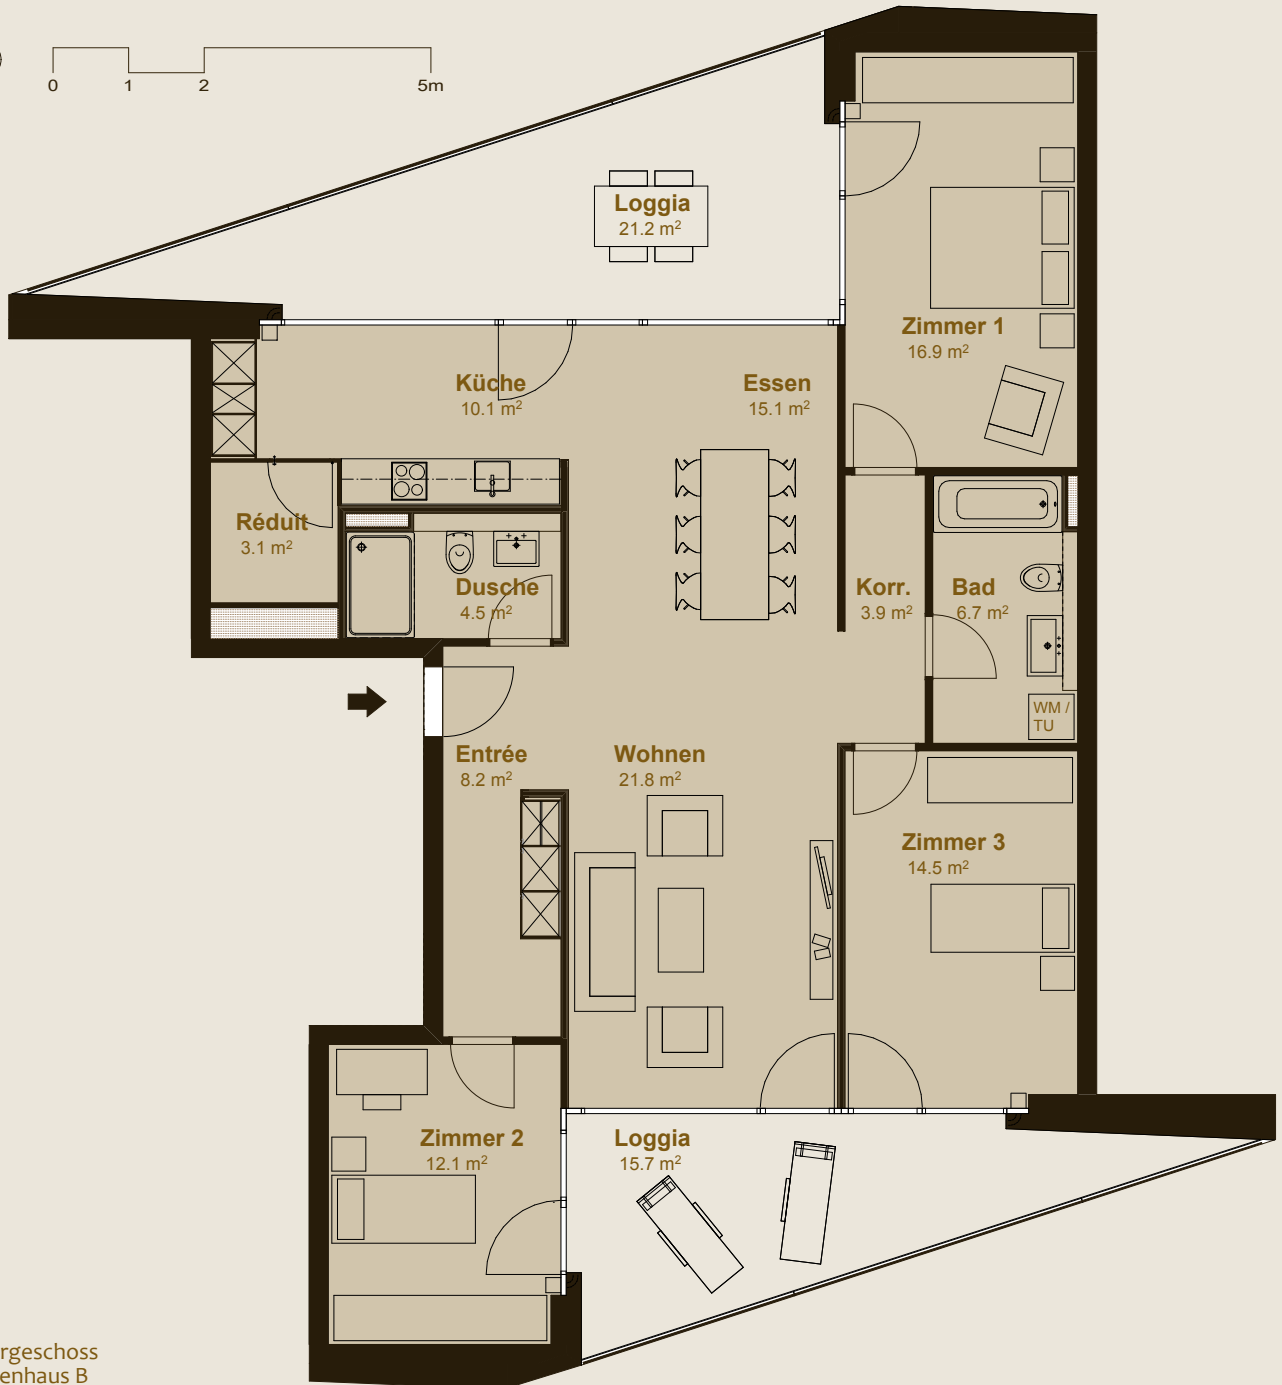 0 1 2 5m
Loggia
21.2 m²
Zimmer 1
16.9 m²
Küche
10.1 m²
Essen
15.1 m²
Réduit
3.1 m²
Dusche
4.5 m²
Korr.
3.9 m²
Bad
6.7 m²
WM /
TU
Entrée
8.2 m²
Wohnen
21.8 m²
Zimmer 3
14.5 m²
Zimmer 2
12.1 m²
Loggia
15.7 m²
rgeschoss
enhaus B